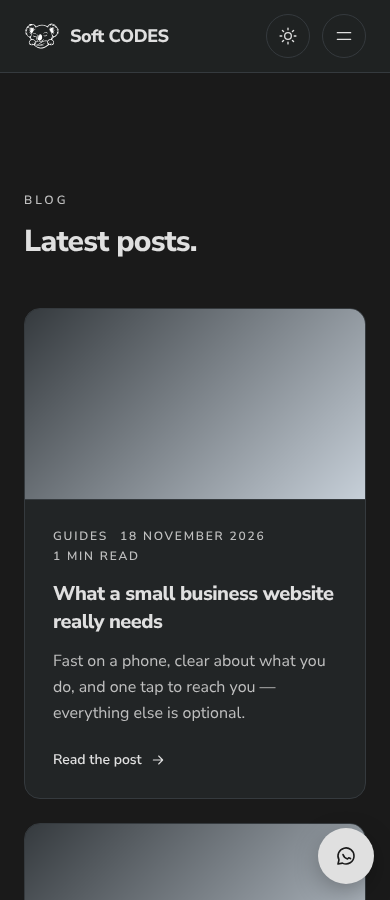 Soft CODES
BLOG
Latest posts.
GUIDES 18 NOVEMBER 2026
1 MIN READ
What a small business website
really needs
Fast on a phone, clear about what you
do, and one tap to reach you —
everything else is optional.
Read the post →